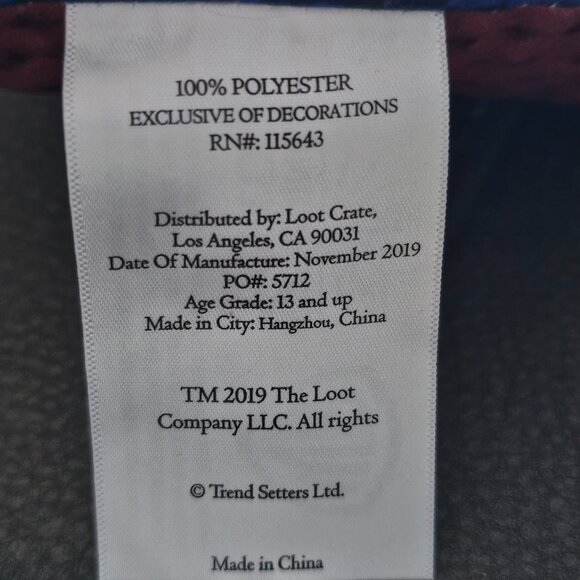 100% POLYESTER
EXCLUSIVE OF DECORATIONS
RN#: 115643
Distributed by: Loot Crate,
Los Angeles, CA 90031
Date Of Manufacture: November 2019
PO#: 5712
Age Grade: 13 and up
Made in City: Hangzhou, China
TM 2019 The Loot
Company LLC. All rights
© Trend Setters Ltd.
Made in China